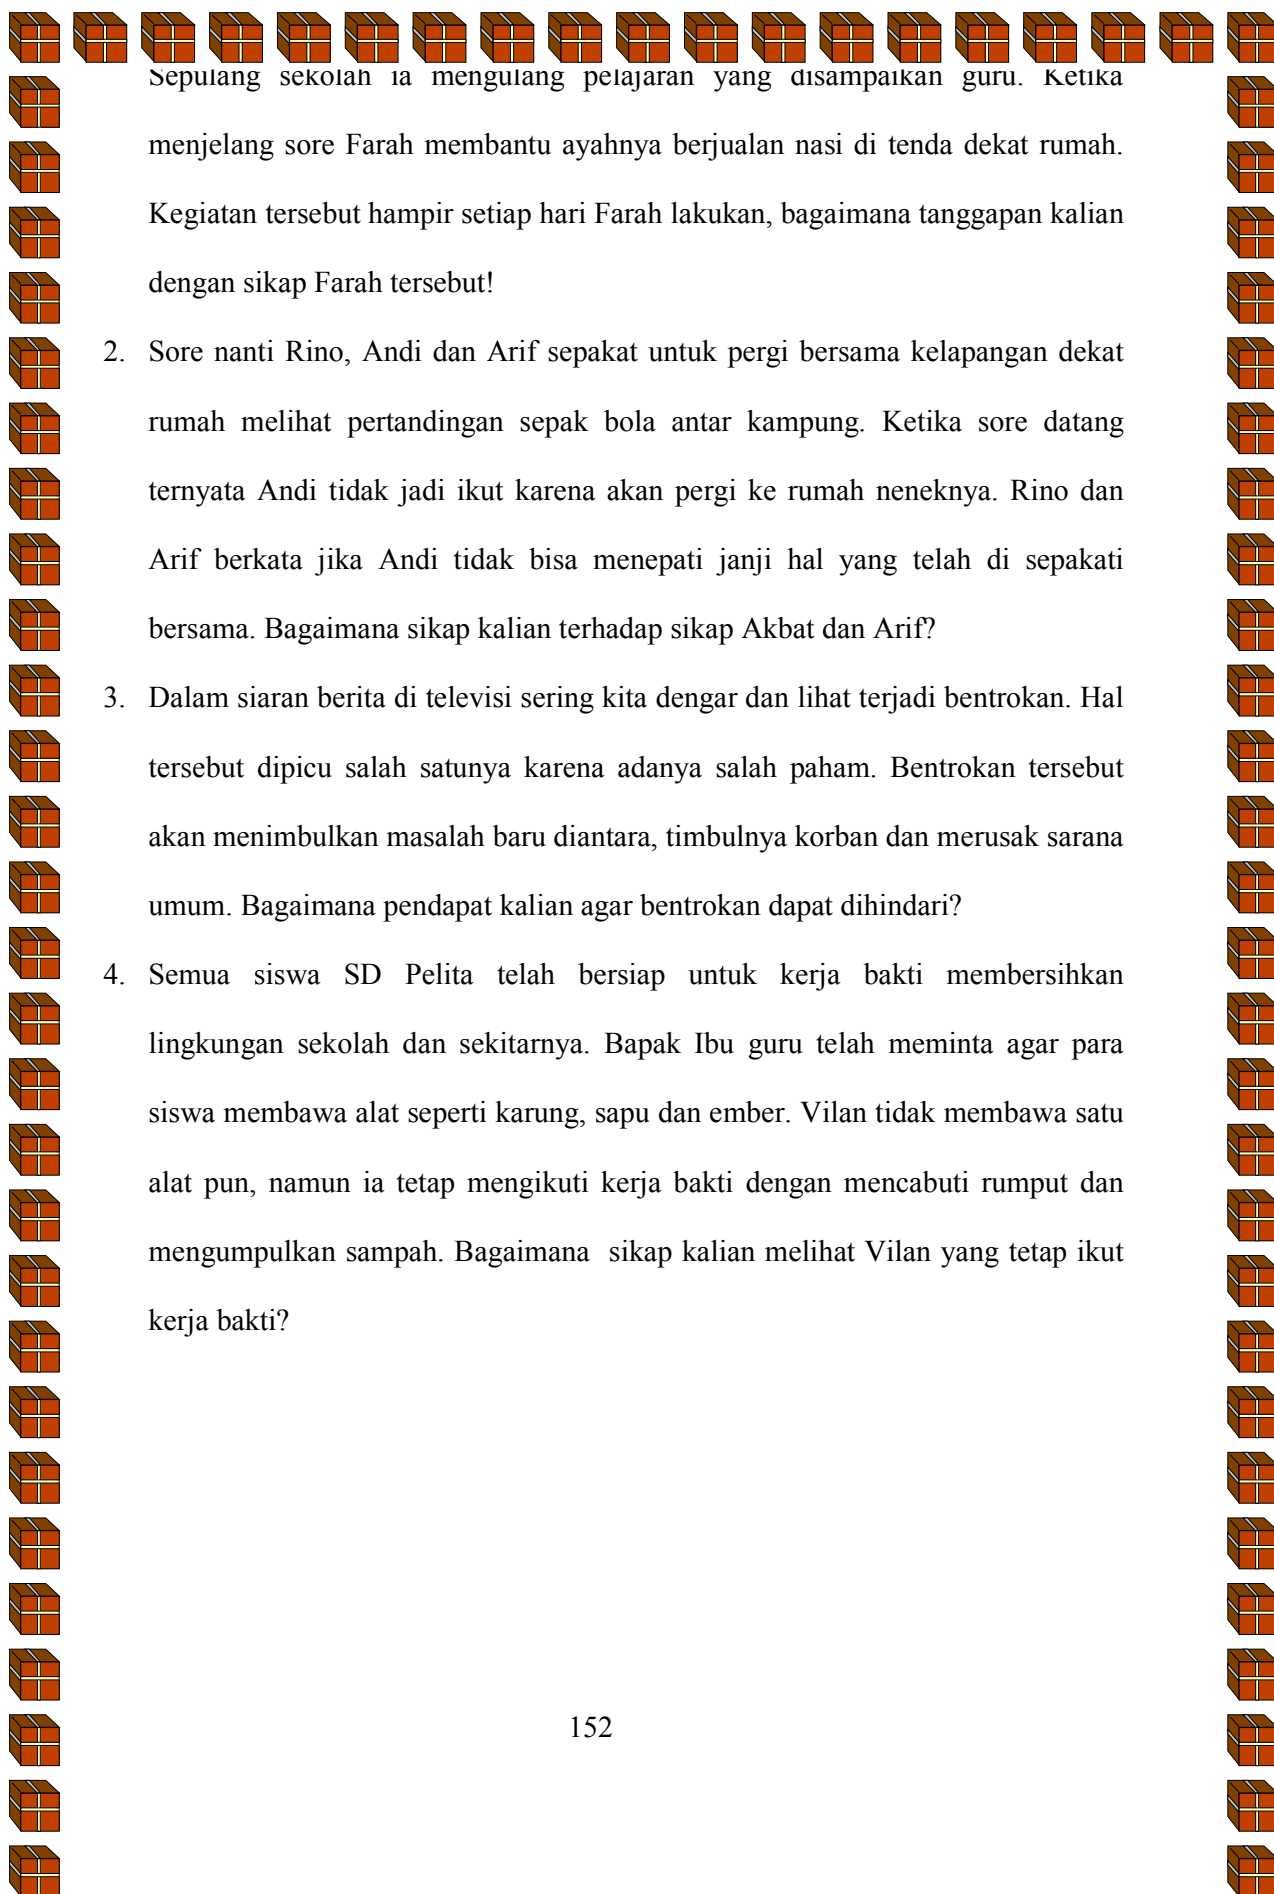 Sepulang sekolah ia mengulang pelajaran yang disampaikan guru. Ketika
menjelang sore Farah membantu ayahnya berjualan nasi di tenda dekat rumah.
Kegiatan tersebut hampir setiap hari Farah lakukan, bagaimana tanggapan kalian
dengan sikap Farah tersebut!
2. Sore nanti Rino, Andi dan Arif sepakat untuk pergi bersama kelapangan dekat
rumah melihat pertandingan sepak bola antar kampung. Ketika sore datang
ternyata Andi tidak jadi ikut karena akan pergi ke rumah neneknya. Rino dan
Arif berkata jika Andi tidak bisa menepati janji hal yang telah di sepakati
bersama. Bagaimana sikap kalian terhadap sikap Akbat dan Arif?
3. Dalam siaran berita di televisi sering kita dengar dan lihat terjadi bentrokan. Hal
tersebut dipicu salah satunya karena adanya salah paham. Bentrokan tersebut
akan menimbulkan masalah baru diantara, timbulnya korban dan merusak sarana
umum. Bagaimana pendapat kalian agar bentrokan dapat dihindari?
4. Semua siswa SD Pelita telah bersiap untuk kerja bakti membersihkan
lingkungan sekolah dan sekitarnya. Bapak Ibu guru telah meminta agar para
siswa membawa alat seperti karung, sapu dan ember. Vilan tidak membawa satu
alat pun, namun ia tetap mengikuti kerja bakti dengan mencabuti rumput dan
mengumpulkan sampah. Bagaimana  sikap kalian melihat Vilan yang tetap ikut
kerja bakti?
152